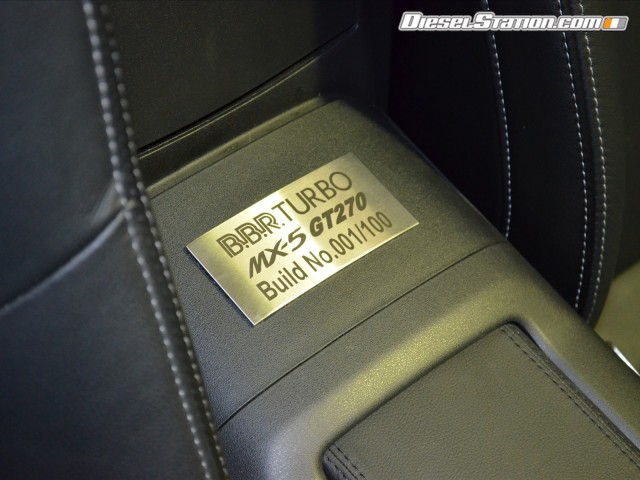 DieselStation.com
B.B.R. TURBO
MX-5 GT270
Build No.001/100